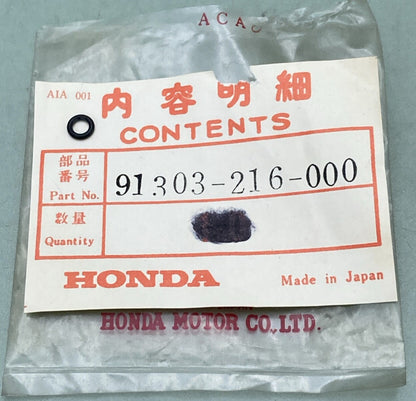 ACAC
AIA 001
内容明細
CONTENTS
部品
番号
Part No. 91303-216-000
数量
Quantity
HONDA Made in Japan
HONDA MOTOR CO.,LTD.